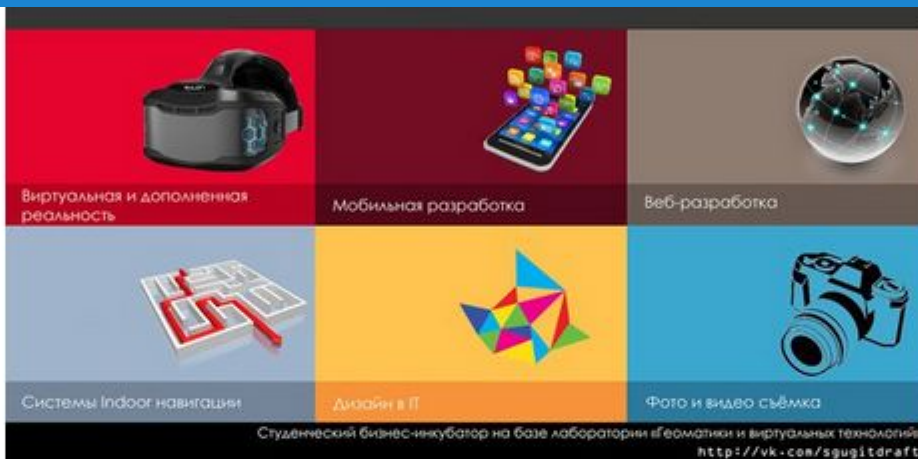 Виртуальная и дополненная
реальность
Мобильная разработка
Веб-разработка
Системы Indoor навигации
Дизайн в IT
Фото и видео съёмка
Студенческий бизнес-инкубатор на базе лаборатории «Геоматики и виртуальных технологий»
http://vk.com/sgugitdraft